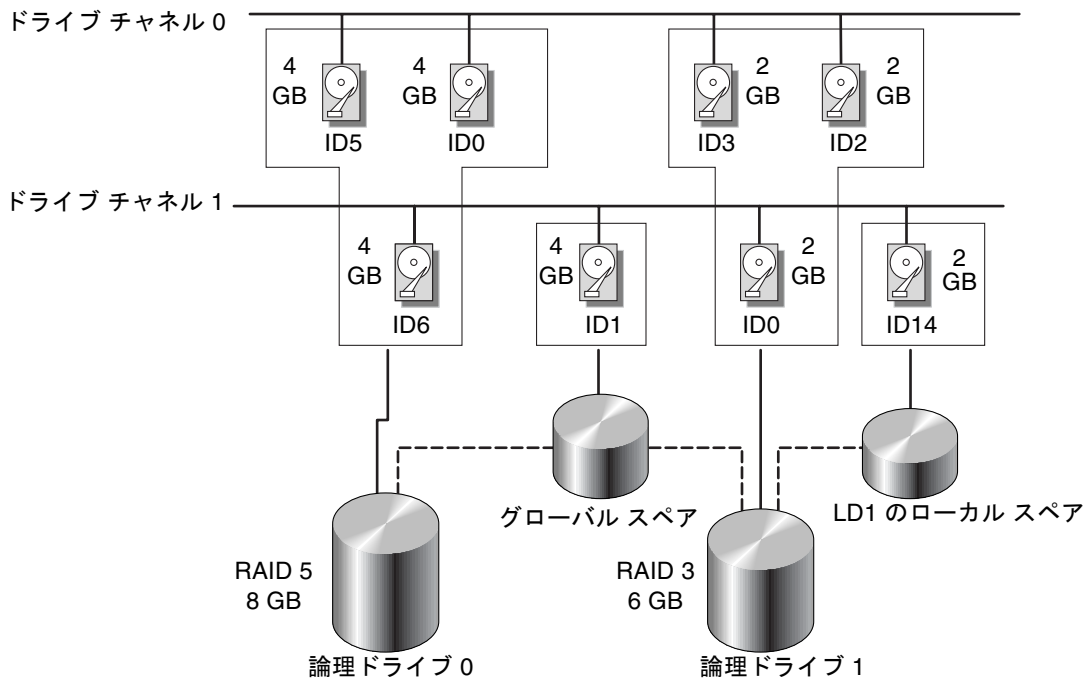 ドライブ チャネル 0
4
GB
4
GB
2
GB
2
GB
ID5
ID0
ID3
ID2
ドライブ チャネル 1
4
GB
4
GB
2
GB
2
GB
ID6
ID1
ID0
ID14
グローバル スペア
LD1 のローカル スペア
RAID 5
8 GB
RAID 3
6 GB
論理ドライブ 0
論理ドライブ 1